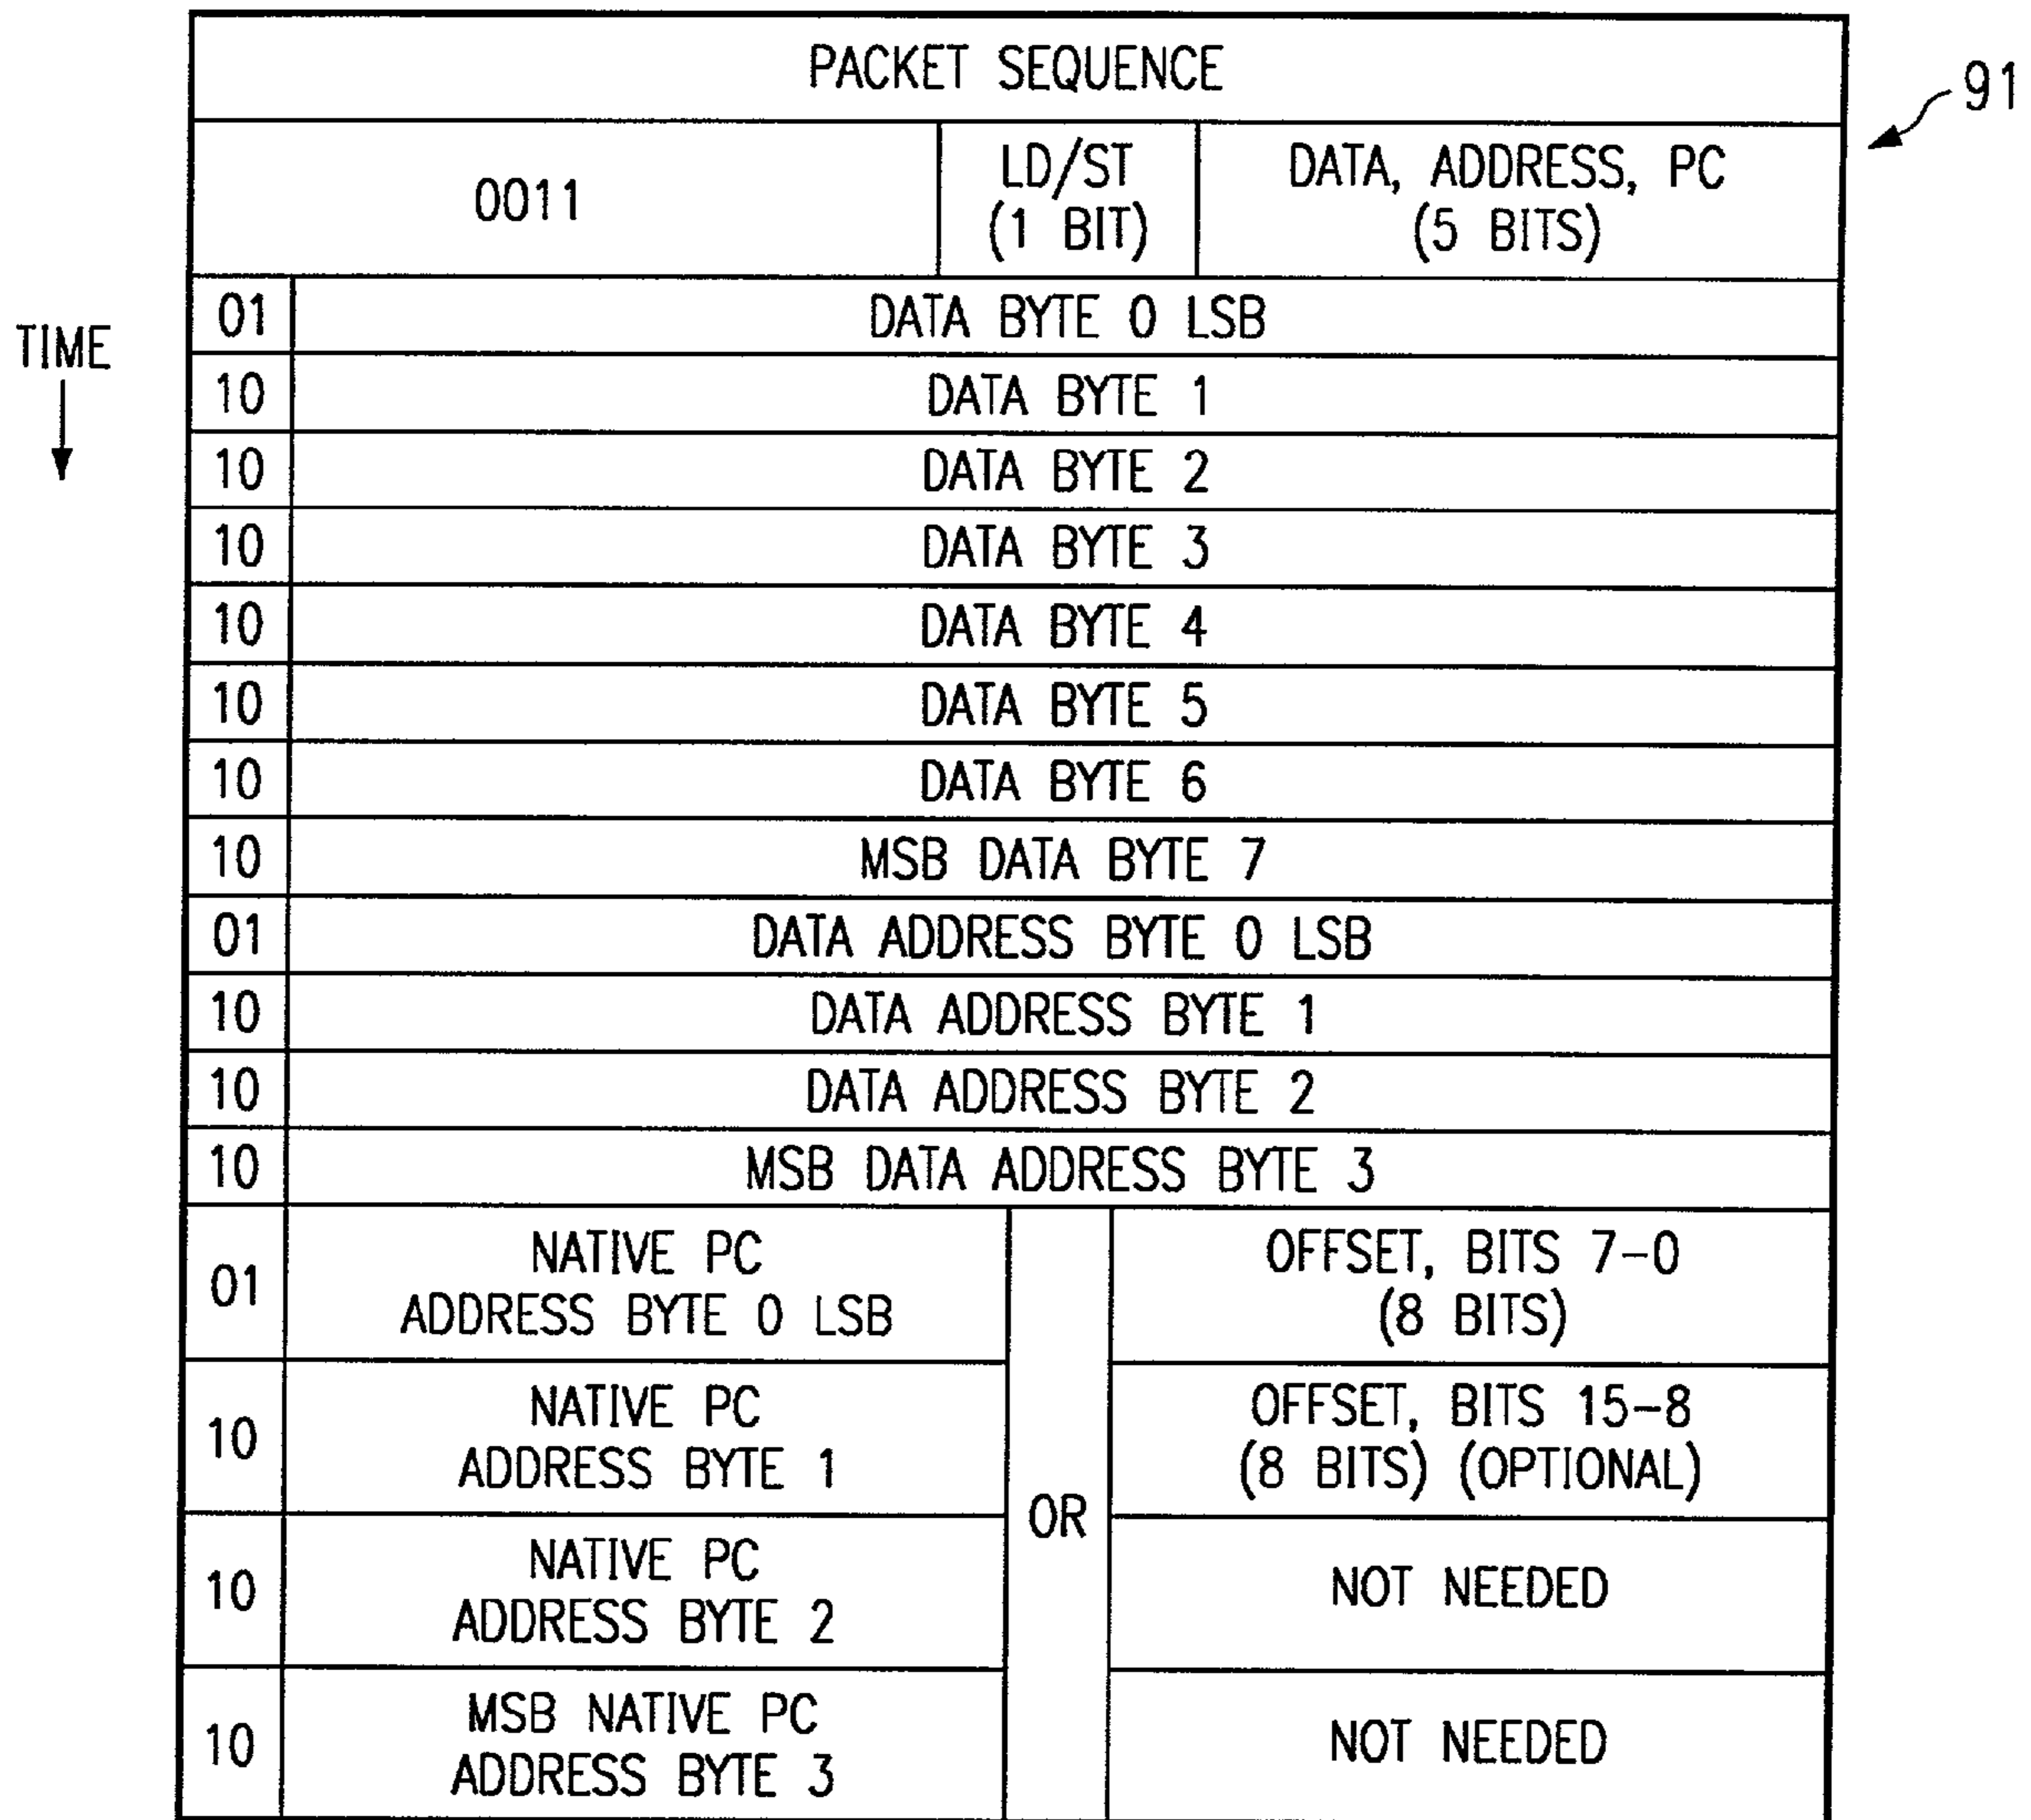 PACKET SEQUENCE
91
0011
LD/ST
(1 BIT)
DATA, ADDRESS, PC
(5 BITS)
TIME
01 DATA BYTE 0 LSB
10 DATA BYTE 1
10 DATA BYTE 2
10 DATA BYTE 3
10 DATA BYTE 4
10 DATA BYTE 5
10 DATA BYTE 6
10 MSB DATA BYTE 7
01 DATA ADDRESS BYTE 0 LSB
10 DATA ADDRESS BYTE 1
10 DATA ADDRESS BYTE 2
10 MSB DATA ADDRESS BYTE 3
01
NATIVE PC
ADDRESS BYTE 0 LSB
OFFSET, BITS 7-0
(8 BITS)
10
NATIVE PC
ADDRESS BYTE 1
OR
OFFSET, BITS 15-8
(8 BITS) (OPTIONAL)
10
NATIVE PC
ADDRESS BYTE 2
NOT NEEDED
10
MSB NATIVE PC
ADDRESS BYTE 3
NOT NEEDED